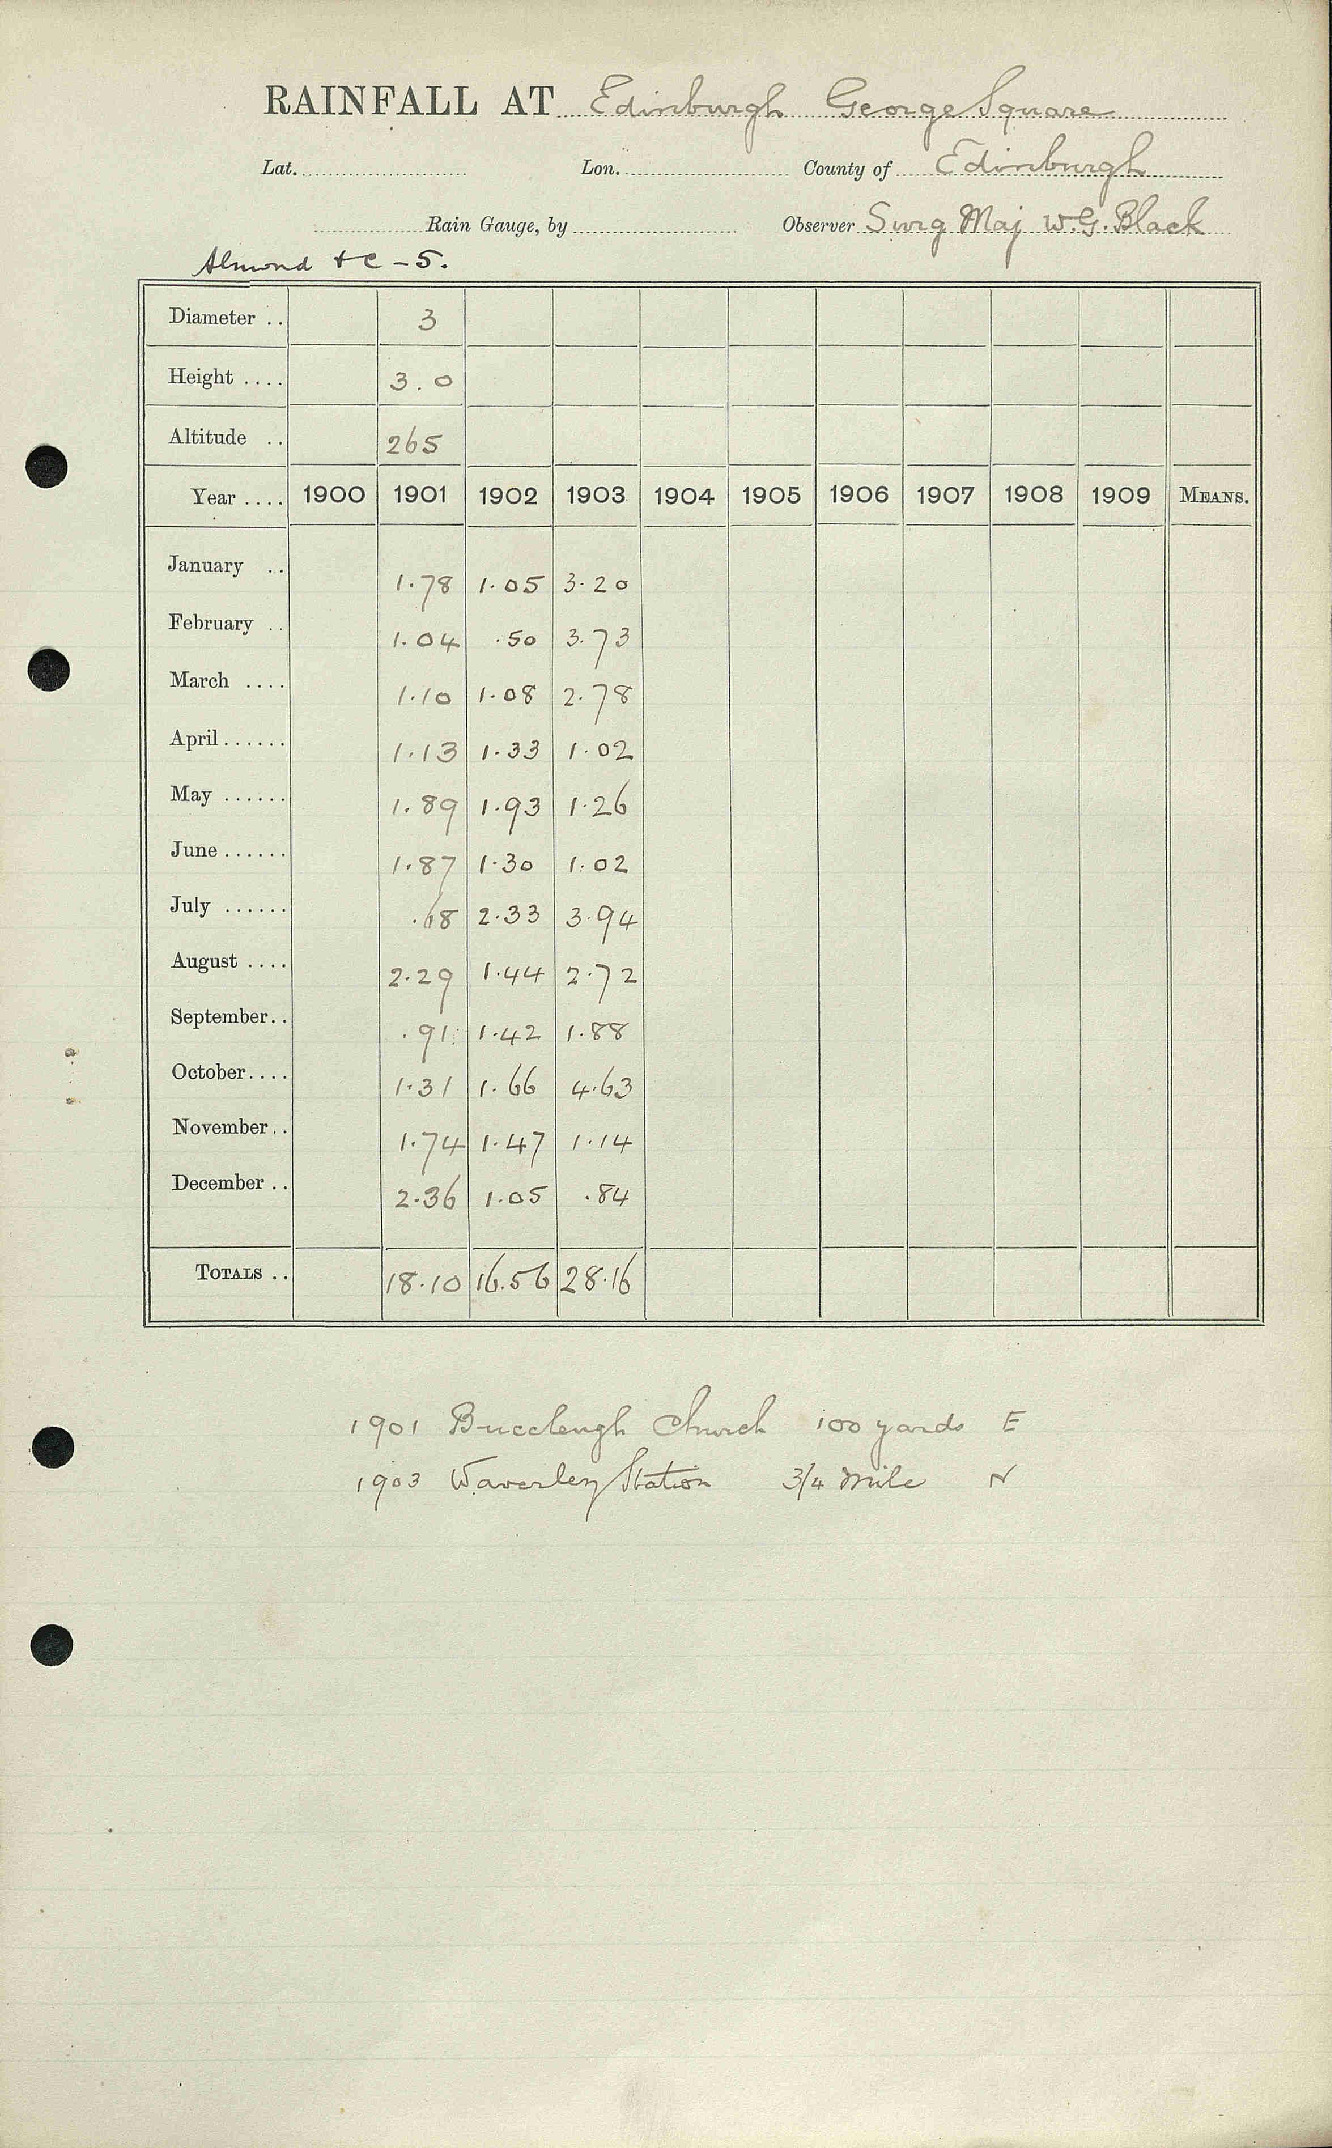 RAINFALL AT Edinburgh George Square
Lat. Lon. County of Edinburgh
Rain Gauge, by Observer Surg Maj W.G. Black
Almond &c - 5.
Diameter .. 3
Height .... 3.0
Altitude .. 265
Year .... 1900 1901 1902 1903 1904 1905 1906 1907 1908 1909 MEANS.
January .. 1.78 1.05 3.20
February .. 1.04 .50 3.73
March .... 1.10 1.08 2.78
April ...... 1.13 1.33 1.02
May ...... 1.89 1.93 1.26
June ...... 1.87 1.30 1.02
July ...... .68 2.33 3.94
August .... 2.29 1.44 2.72
September.. .91 1.42 1.88
October.... 1.31 1.66 4.63
November.. 1.74 1.47 1.14
December .. 2.36 1.05 .84
TOTALS .. 18.10 16.56 28.16
1901 Buccleugh Church 100 yards E
1903 Waverley Station 3/4 Mile N